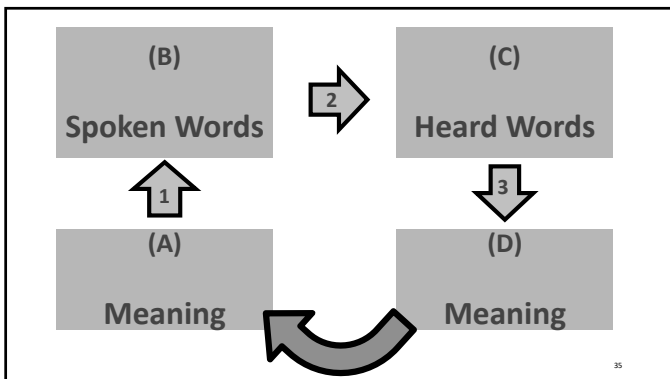 (B)
Spoken Words
2
(C)
Heard Words
1
3
(A)
Meaning
(D)
Meaning
35